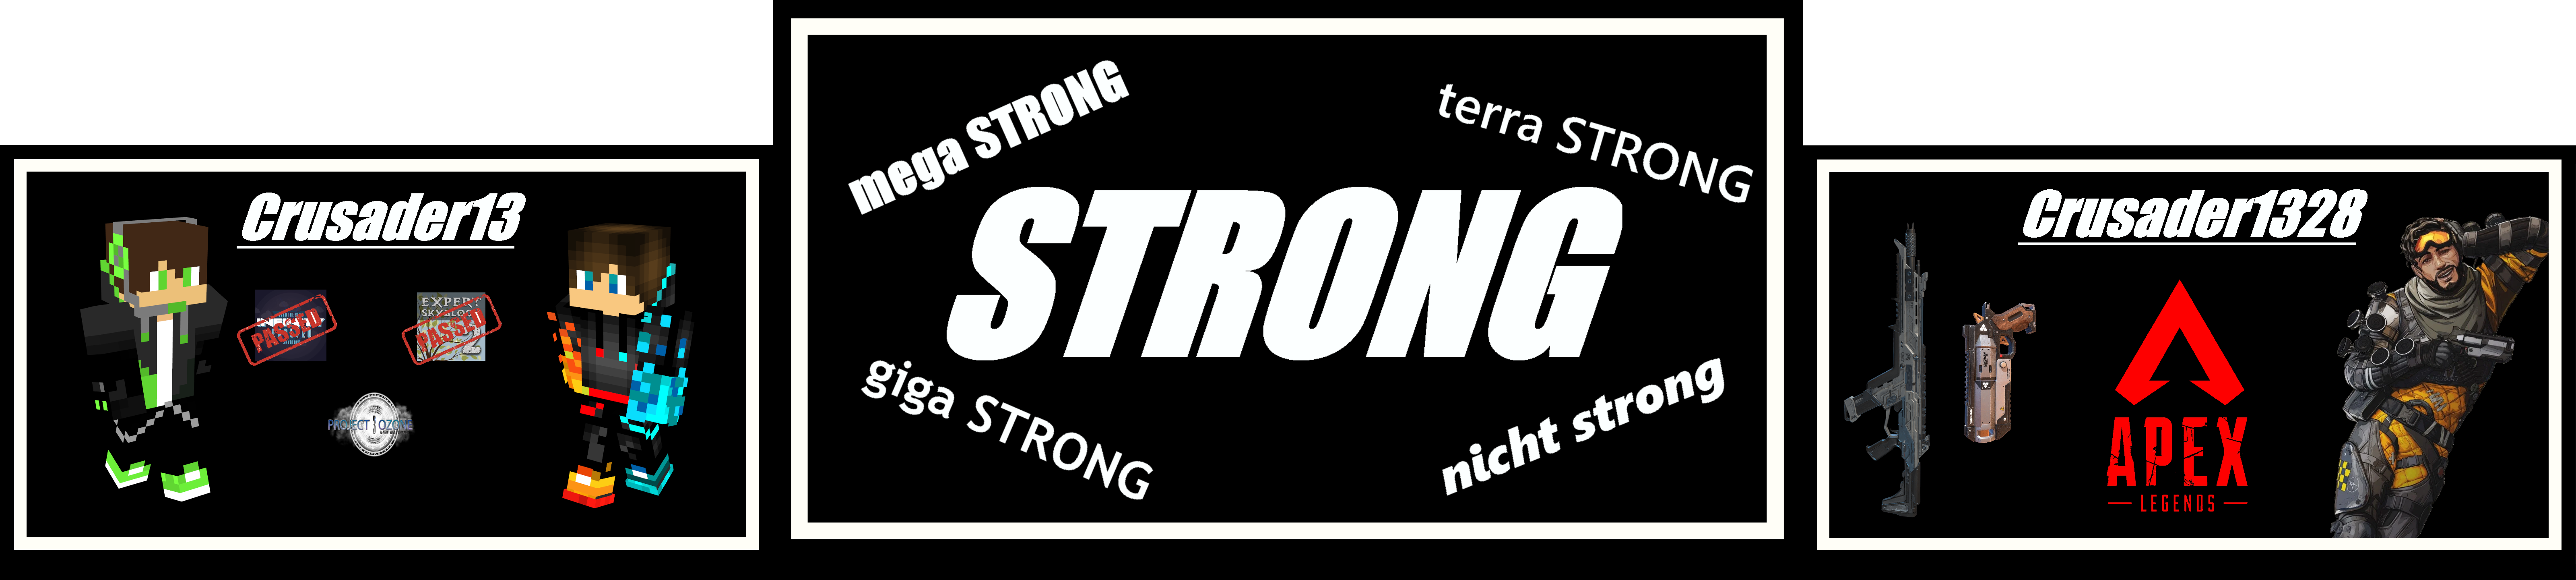 Crusader13
PASSED
EXPERT
SKYBLOCK
PASSED
2
PROJECT OZONE
mega STRONG
terra STRONG
STRONG
giga STRONG
nicht strong
Crusader1328
APEX
LEGENDS